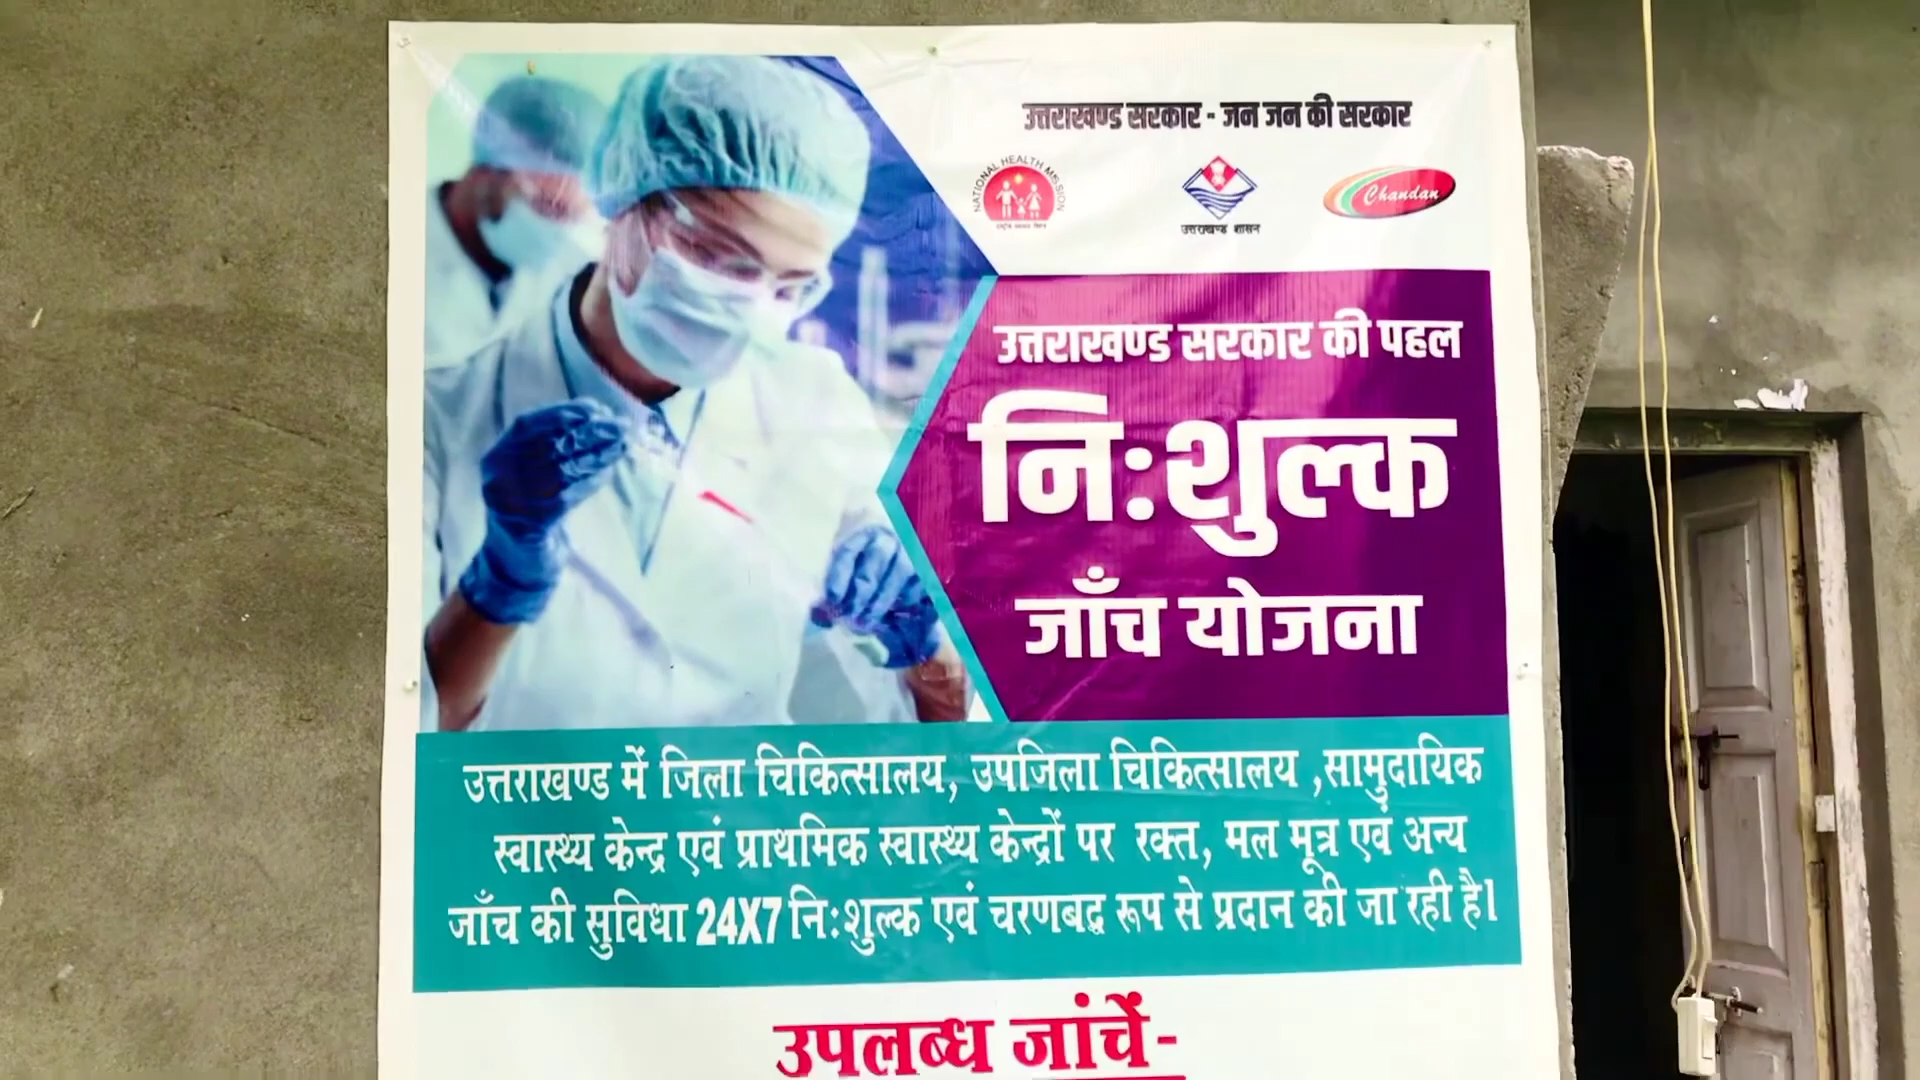 उत्तराखण्ड सरकार - जन जन की सरकार
NATIONAL HEALTH MISSION
उत्तराखण्ड शासन
Chandan
उत्तराखण्ड सरकार की पहल
नि:शुल्क
जाँच योजना
उत्तराखण्ड में जिला चिकित्सालय, उपजिला चिकित्सालय ,सामुदायिक
स्वास्थ्य केन्द्र एवं प्राथमिक स्वास्थ्य केन्द्रों पर रक्त, मल मूत्र एवं अन्य
जाँच की सुविधा 24X7 नि:शुल्क एवं चरणबद्ध रूप से प्रदान की जा रही है।
उपलब्ध जांचें-